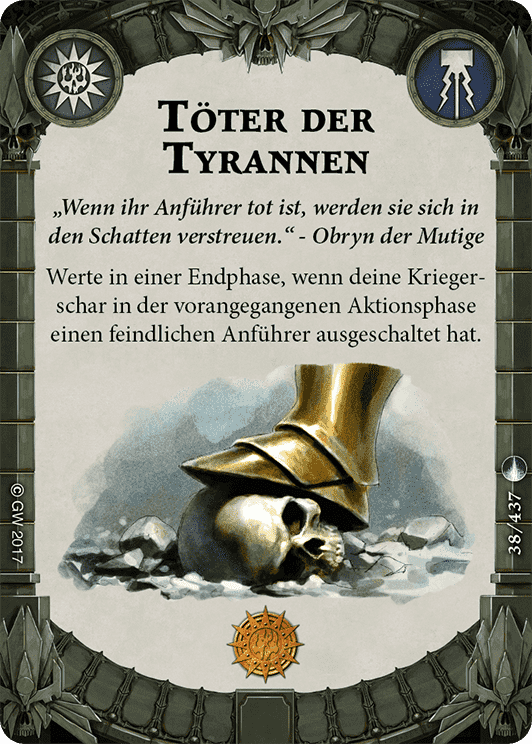 Töter der
Tyrannen
„Wenn ihr Anführer tot ist, werden sie sich in
den Schatten verstreuen.“ - Obryn der Mutige
Werte in einer Endphase, wenn deine Krieger-
schar in der vorangegangenen Aktionsphase
einen feindlichen Anführer ausgeschaltet hat.
© GW 2017
38/437